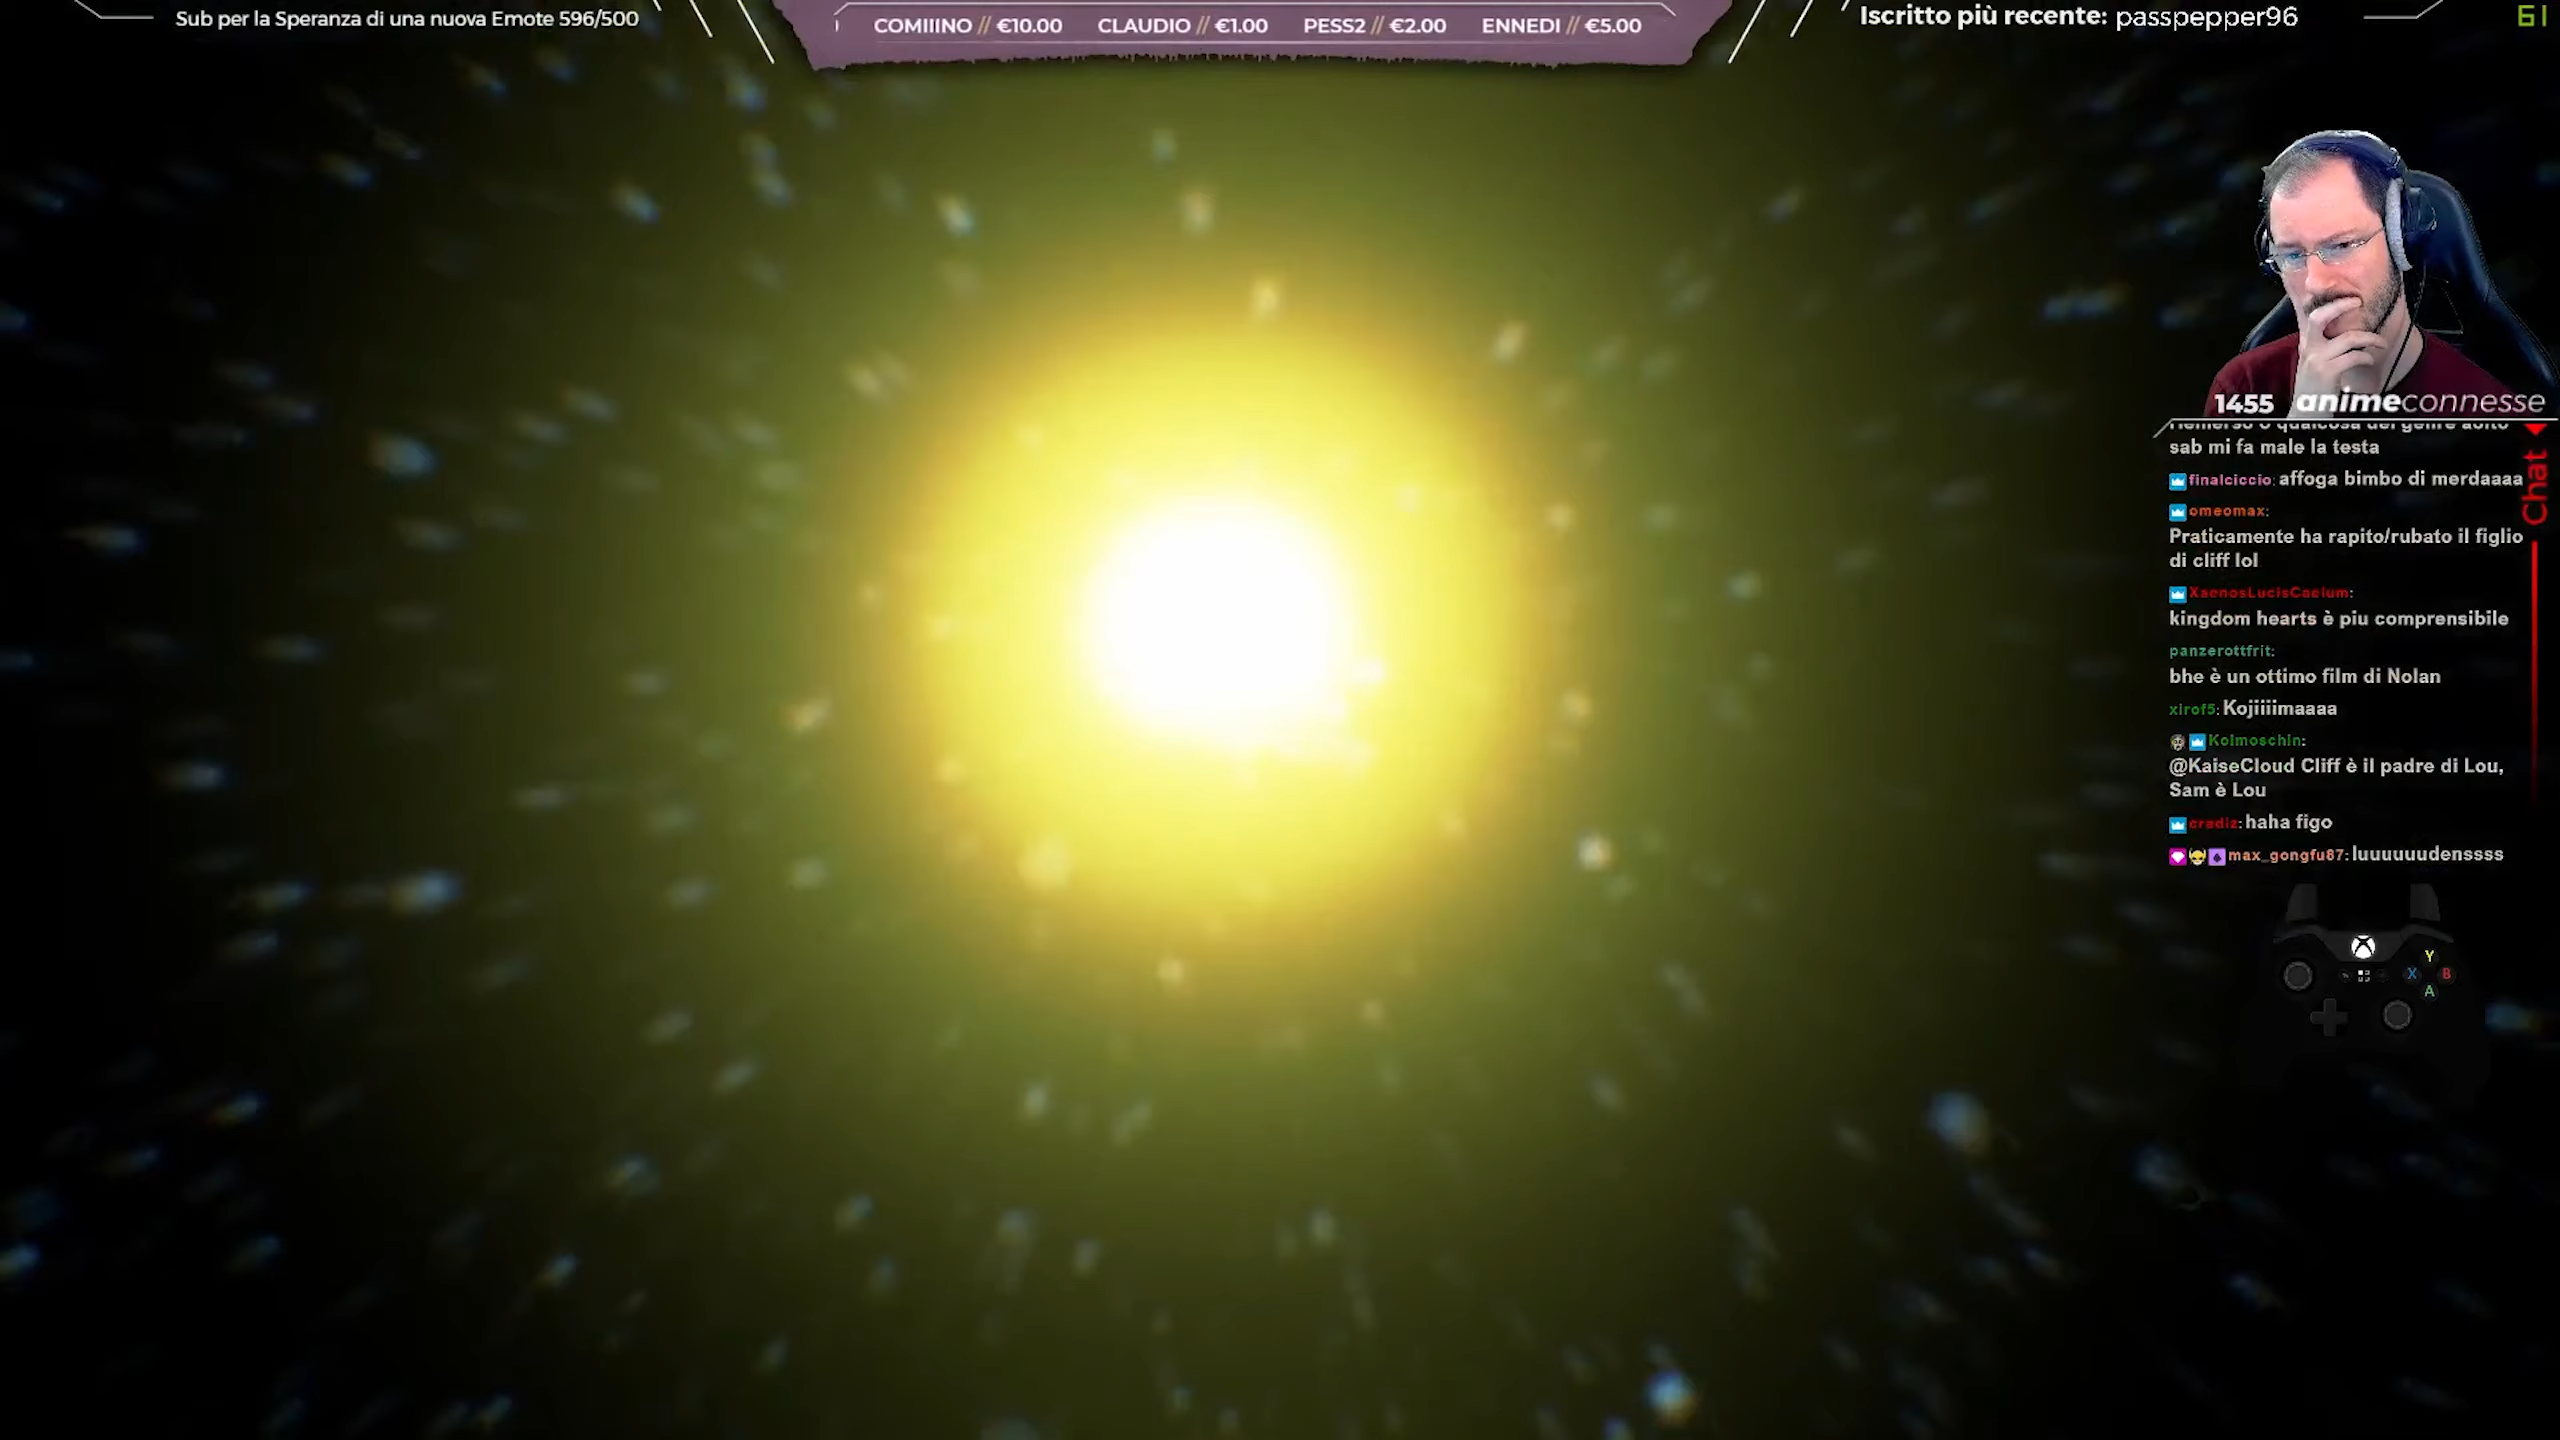 Sub per la Speranza di una nuova Emote 596/500
COMIIINO // €10.00 CLAUDIO // €1.00 PESS2 // €2.00 ENNEDI // €5.00
Iscritto più recente: passpepper96
61
1455 animeconnesse
Chat
sab mi fa male la testa
finalciccio: affoga bimbo di merdaaaa
omeomax:
Praticamente ha rapito/rubato il figlio
di cliff lol
XaenosLucisCaelum:
kingdom hearts è piu comprensibile
panzerottfrit:
bhe è un ottimo film di Nolan
xirof5: Kojiiiimaaaa
Kolmoschin:
@KaiseCloud Cliff è il padre di Lou,
Sam è Lou
cradiz: haha figo
max_gongfu87: luuuuuudenssss
Y
X B
A